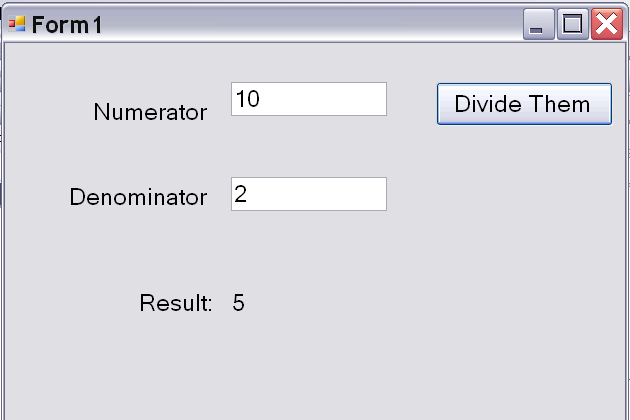 Form1
Numerator 10 Divide Them
Denominator 2
Result: 5